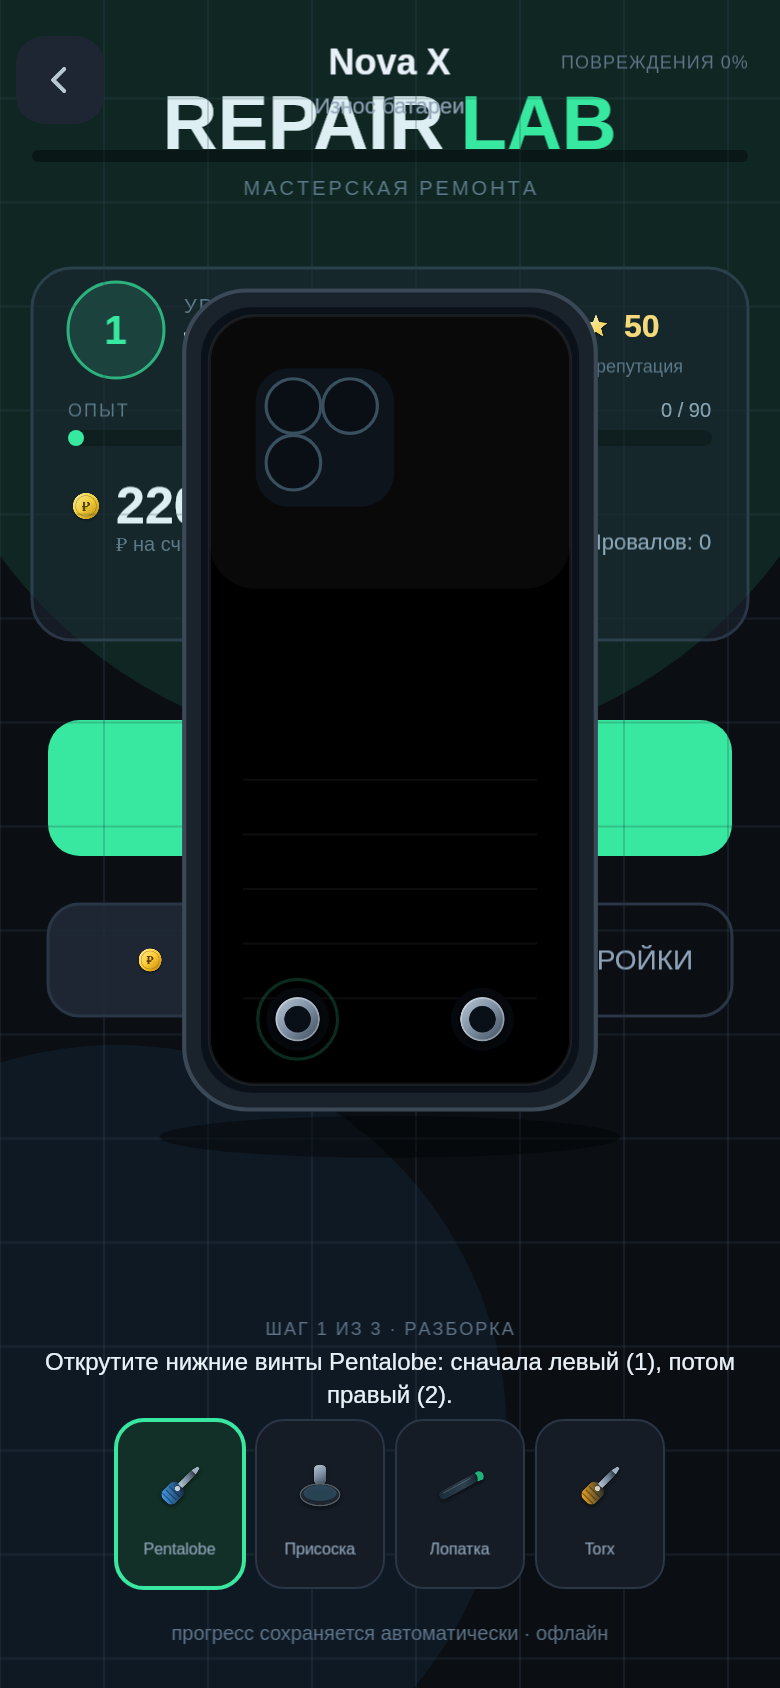 Nova X
ПОВРЕЖДЕНИЯ 0%
Износ батареи
REPAIR LAB
МАСТЕРСКАЯ РЕМОНТА
1
50
репутация
ОПЫТ
0 / 90
₽ на
Провалов: 0
ШАГ 1 ИЗ 3 · РАЗБОРКА
Открутите нижние винты Pentalobe: сначала левый (1), потом
правый (2).
Pentalobe
Присоска
Лопатка
Torx
прогресс сохраняется автоматически · офлайн